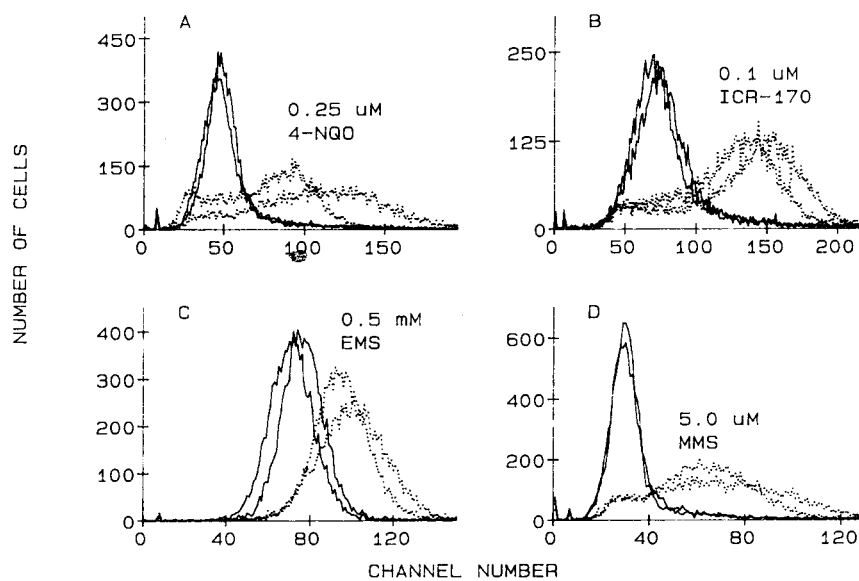 A
450
300
150
0
0.25 uM
4-NQO
0 50 100 150
B
250
125
0
0.1 uM
ICR-170
0 50 100 150 200
NUMBER OF CELLS
C
400
300
200
100
0
0.5 mM
EMS
0 40 80 120
D
600
400
200
0
5.0 uM
MMS
0 40 80 120
CHANNEL NUMBER